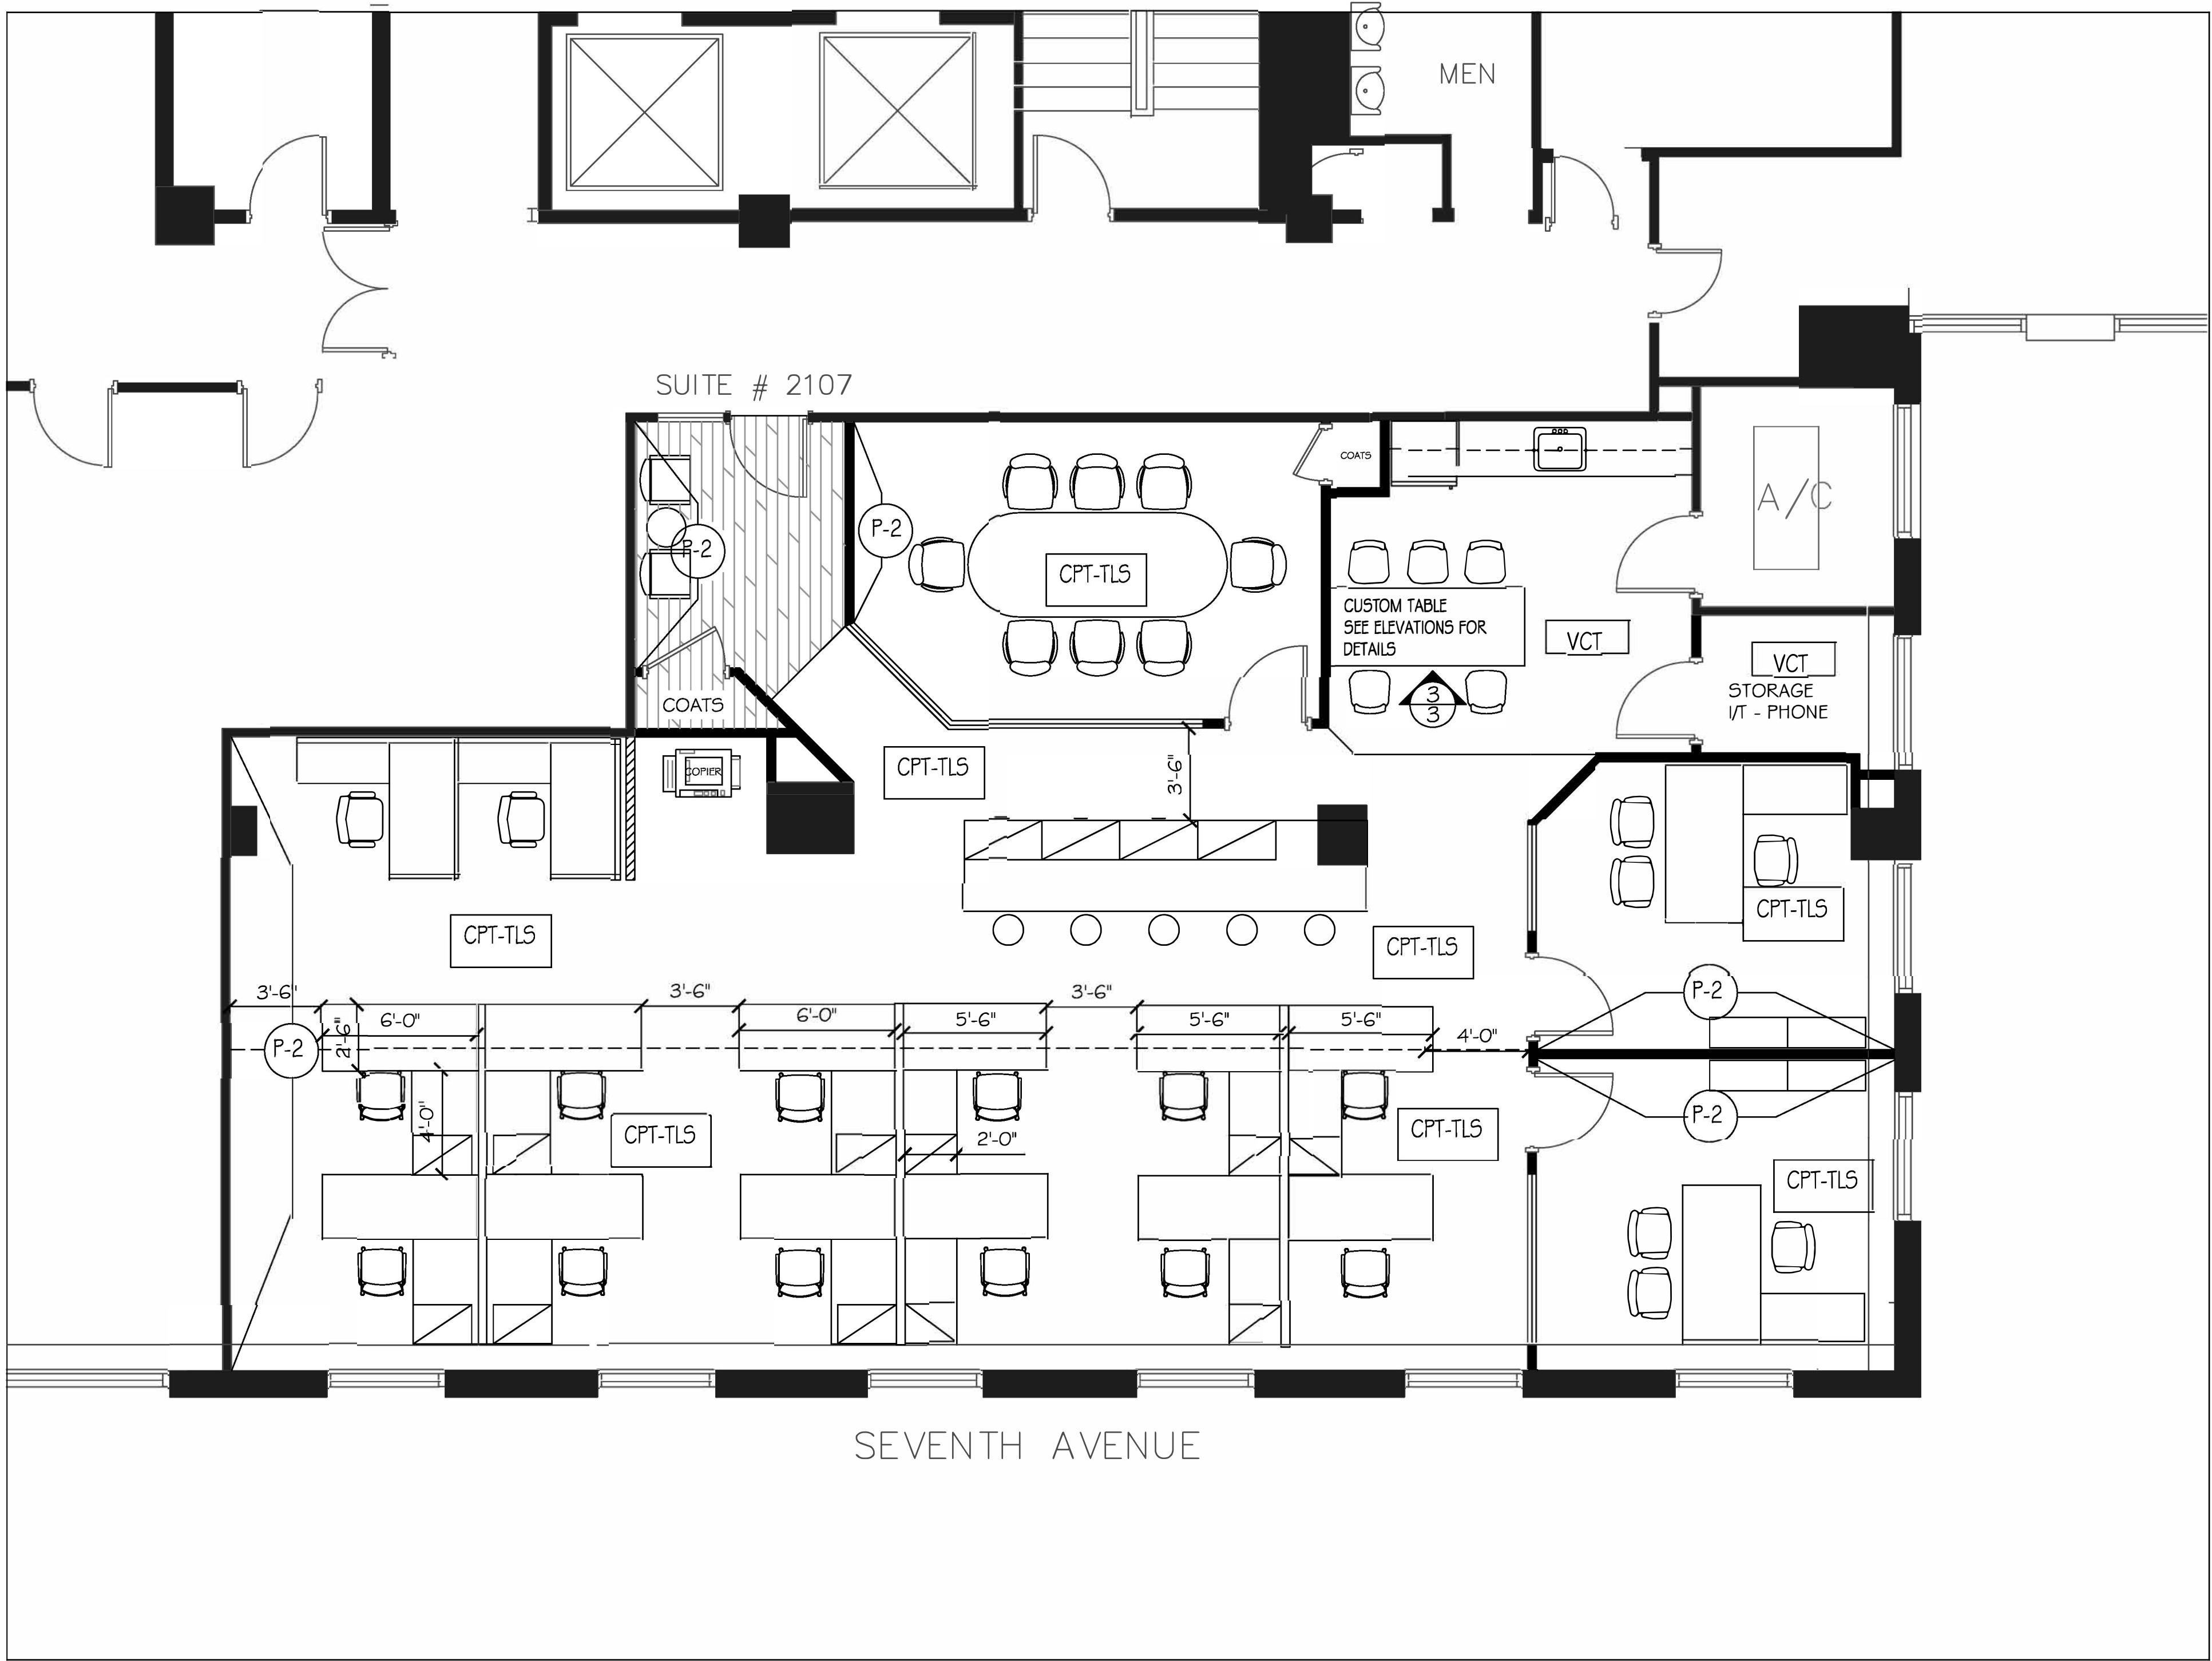 MEN
SUITE # 2107
COATS
A/C
P-2
P-2
CPT-TLS
CUSTOM TABLE
SEE ELEVATIONS FOR
DETAILS
VCT
VCT
STORAGE
I/T - PHONE
3
3
COATS
COPIER
CPT-TLS
3'-6"
CPT-TLS
CPT-TLS
CPT-TLS
3'-6"
3'-6"
3'-6"
P-2
2'-6"
6'-0"
6'-0"
5'-6"
5'-6"
5'-6"
4'-0"
P-2
P-2
4'-0"
CPT-TLS
2'-0"
CPT-TLS
CPT-TLS
SEVENTH AVENUE